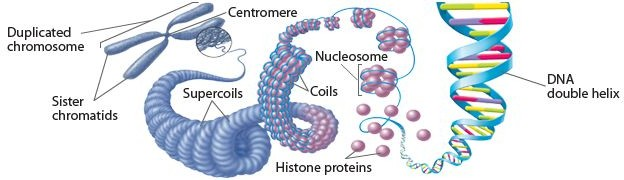 Duplicated
chromosome
Centromere
Sister
chromatids
Supercoils
Coils
Nucleosome
Histone proteins
DNA
double helix